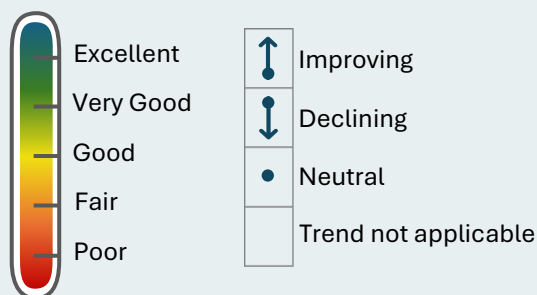 Excellent
Very Good
Good
Fair
Poor
Improving
Declining
Neutral
Trend not applicable